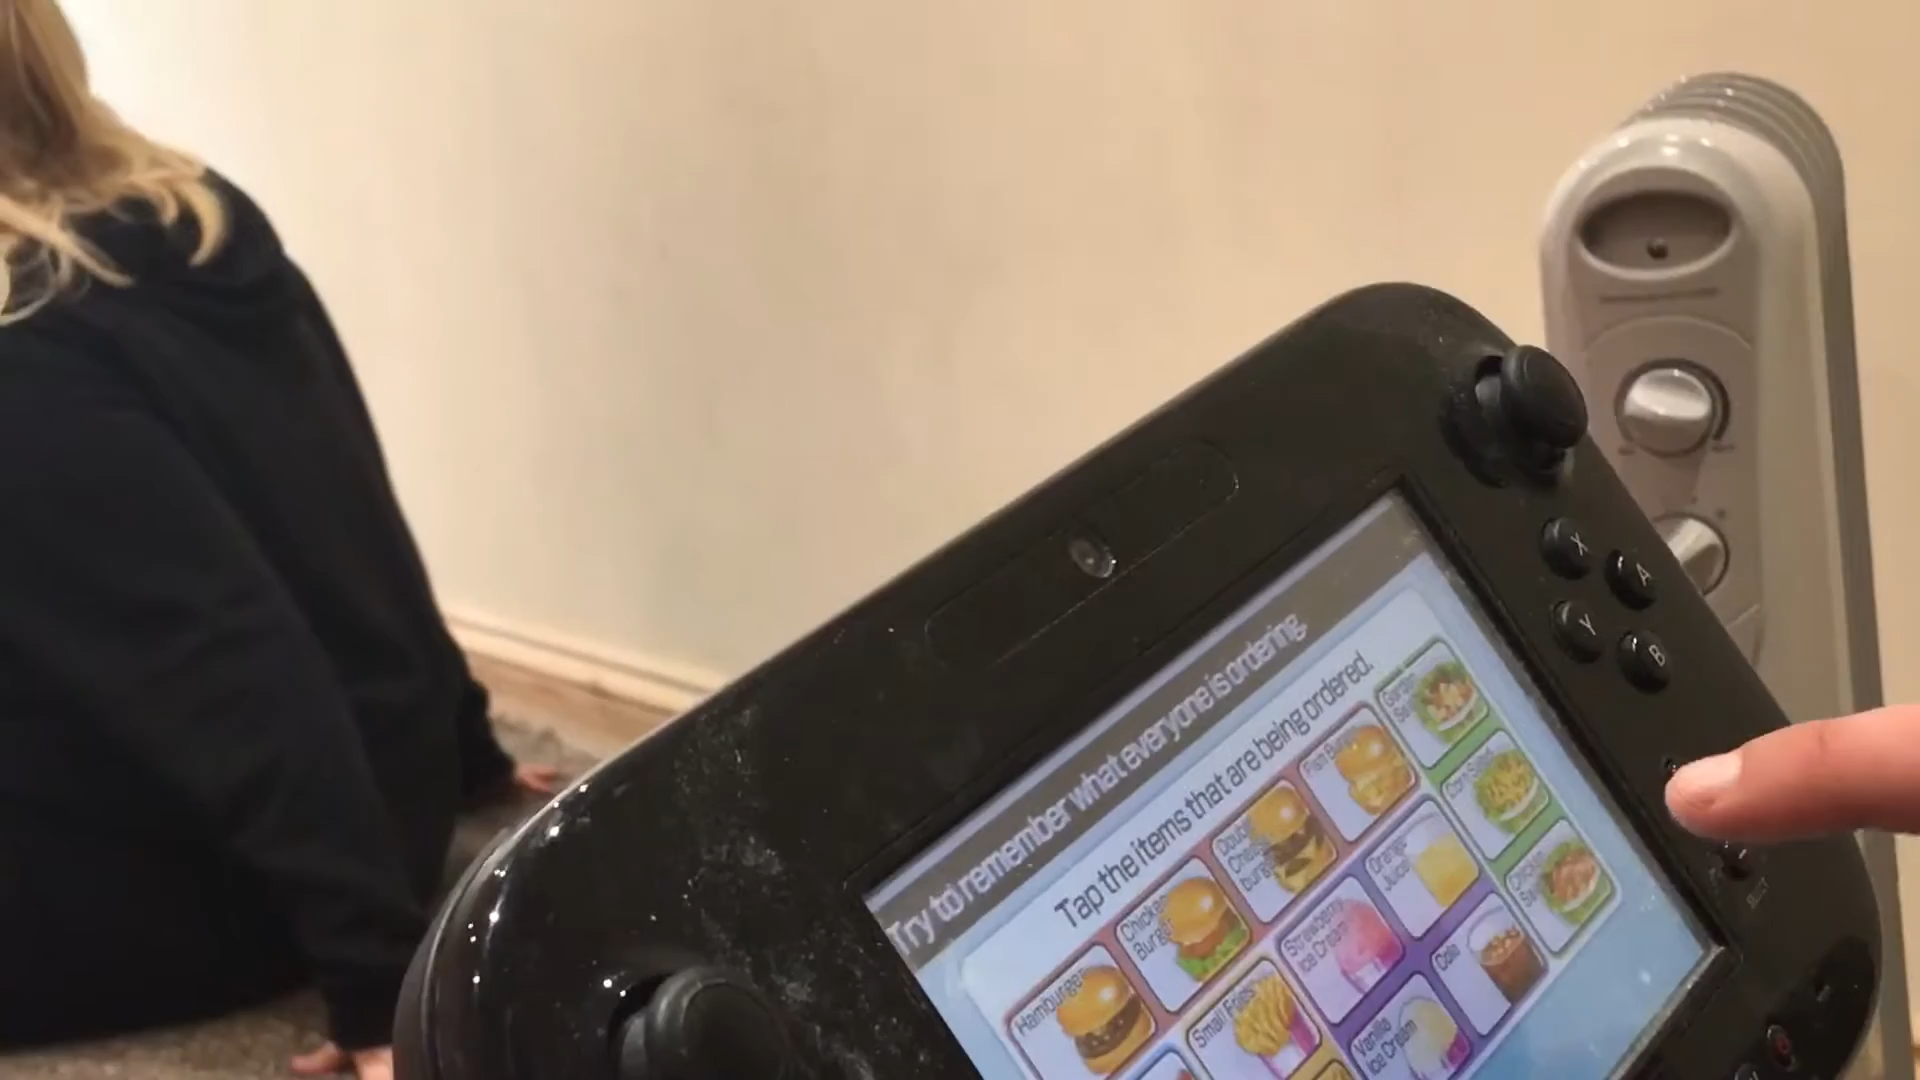 Try to remember what everyone is ordering.
Tap the items that are being ordered.
Hamburger
Chicken
Burger
Double
Cheese
burger
Fish Burger
Garden
Salad
Small Fries
Strawberry
Ice Cream
Orange
Juice
Corn Salad
Vanilla
Ice Cream
Cola
Chicken
Salad
X
A
Y
B